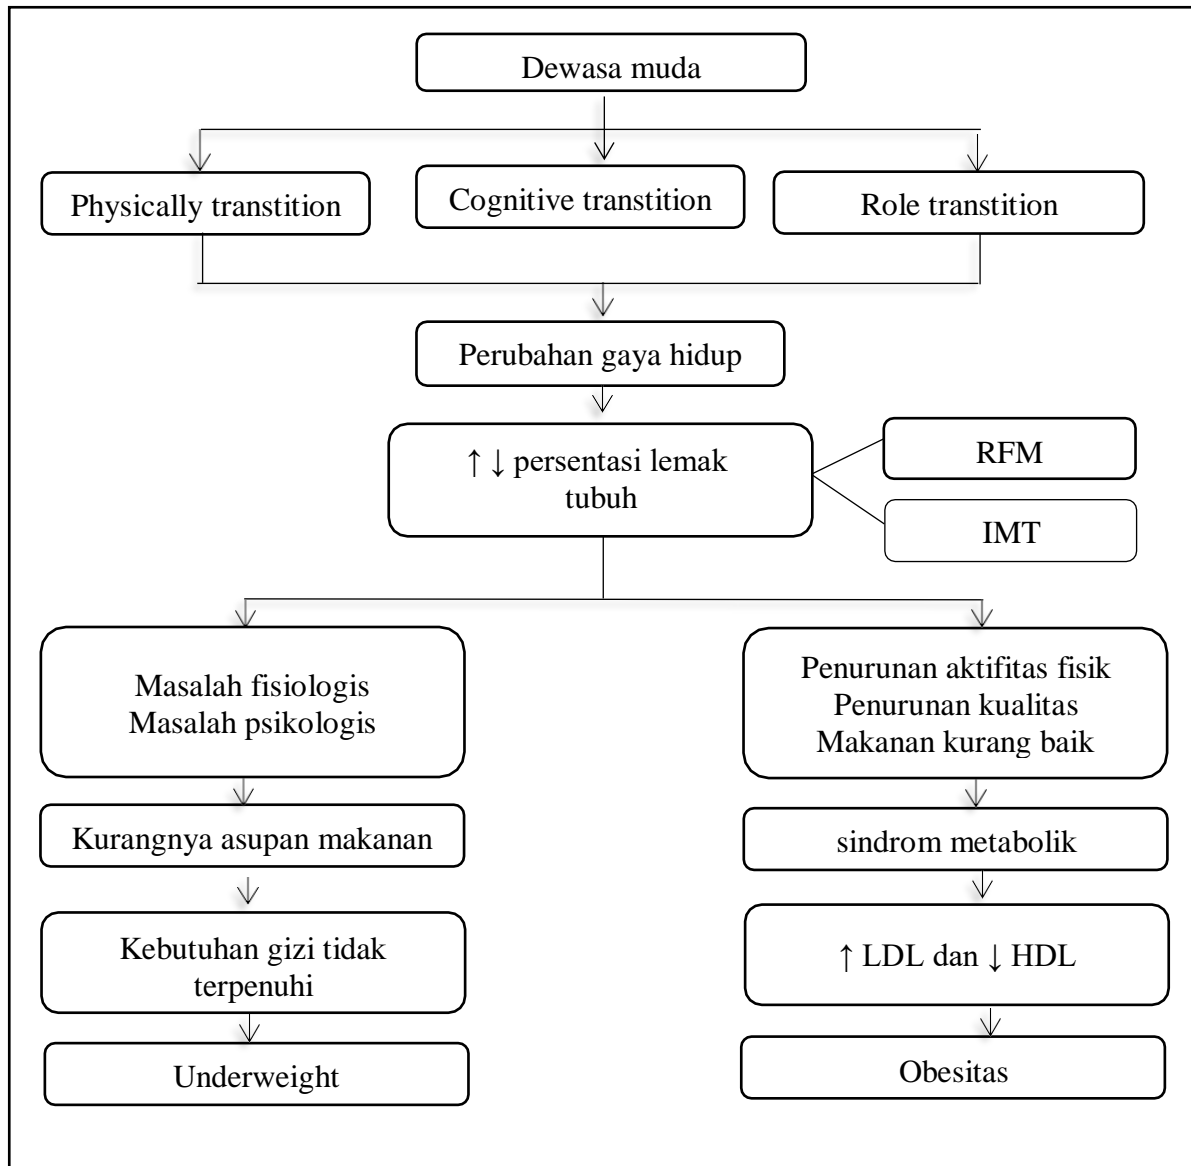 Dewasa muda
Physically transtition
Cognitive transtition
Role transtition
Perubahan gaya hidup
↑ ↓ persentasi lemak
tubuh
RFM
IMT
Masalah fisiologis
Masalah psikologis
Penurunan aktifitas fisik
Penurunan kualitas
Makanan kurang baik
Kurangnya asupan makanan
sindrom metabolik
Kebutuhan gizi tidak
terpenuhi
↑ LDL dan ↓ HDL
Underweight
Obesitas